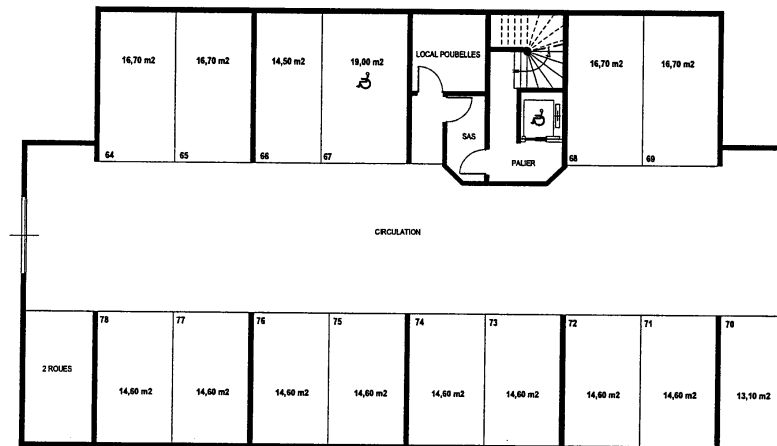 16,70 m2
16,70 m2
14,50 m2
19,00 m2
LOCAL POUBELLES
16,70 m2
16,70 m2
SAS
PALIER
64
65
66
67
68
69
CIRCULATION
78
77
76
75
74
73
72
71
70
2 ROUES
14,60 m2
14,60 m2
14,60 m2
14,60 m2
14,60 m2
14,60 m2
14,60 m2
14,60 m2
13,10 m2